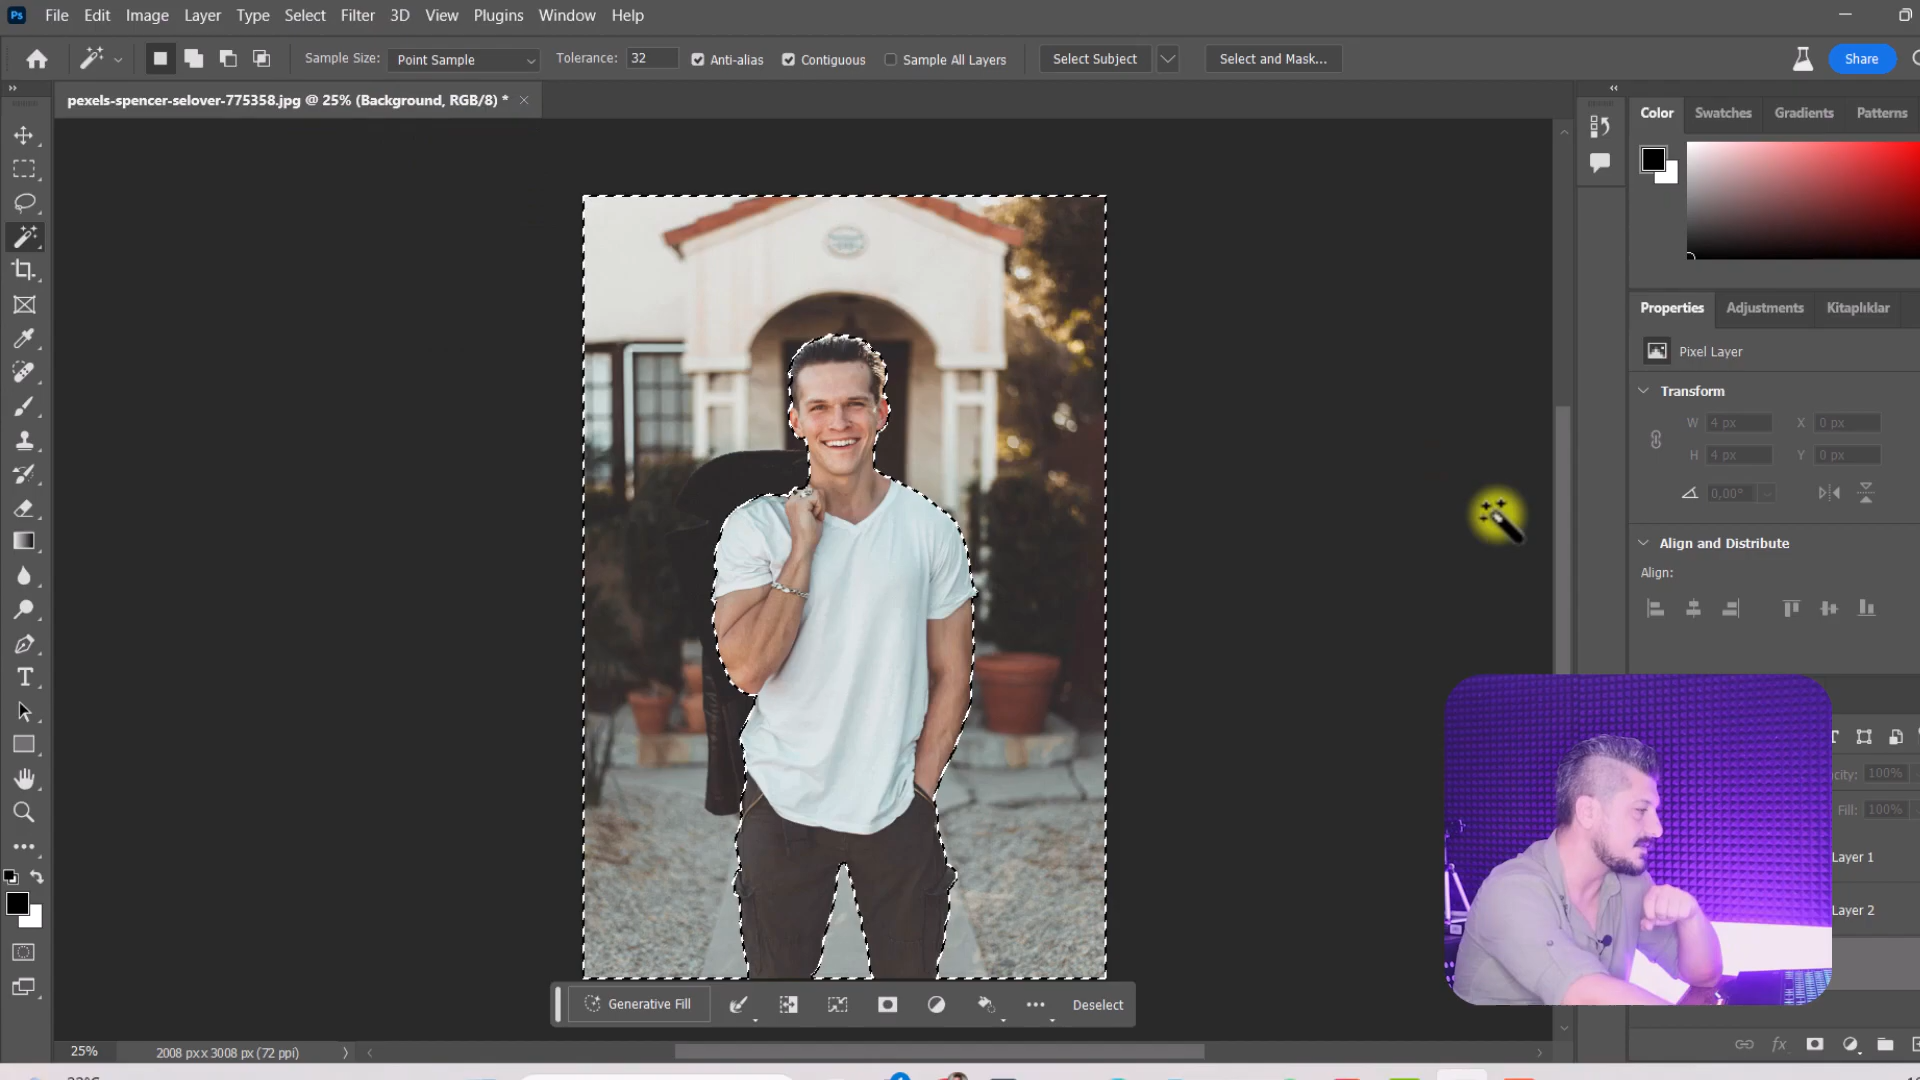 Ps File Edit Image Layer Type Select Filter 3D View Plugins Window Help
Sample Size: Point Sample Tolerance: 32 Anti-alias Contiguous Sample All Layers Select Subject Select and Mask... Share
pexels-spencer-selover-775358.jpg @ 25% (Background, RGB/8) * ×
Color Swatches Gradients Patterns
Properties Adjustments Kitaplıklar
Pixel Layer
Transform
W 4 px X 0 px
H 4 px Y 0 px
0,00°
Align and Distribute
Align:
acity: 100%
Fill: 100%
Layer 1
Layer 2
Generative Fill Deselect
25% 2008 px x 3008 px (72 ppi)